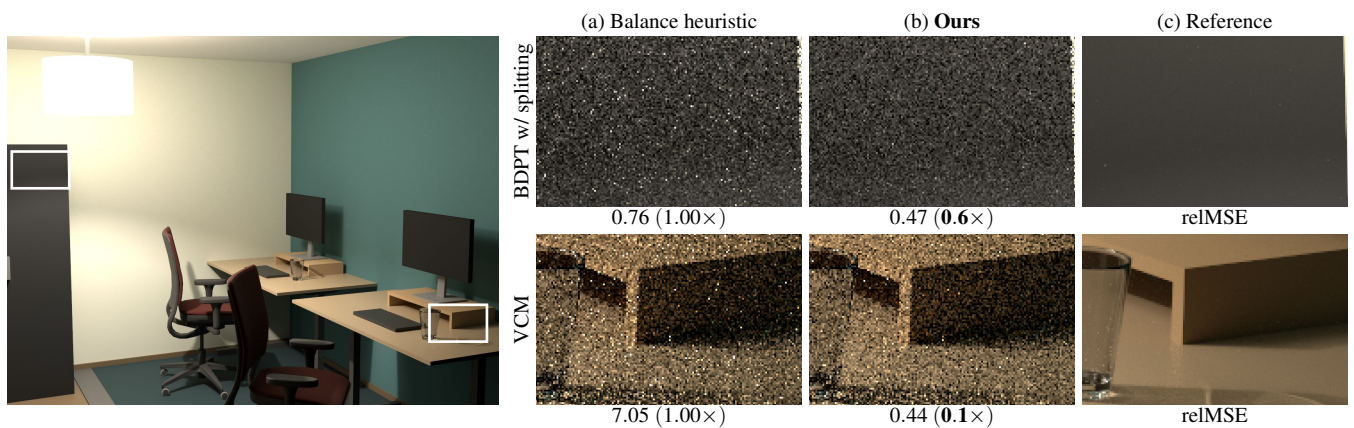 (a) Balance heuristic
(b) Ours
(c) Reference
BDPT w/ splitting
0.76 (1.00×)
0.47 (0.6×)
relMSE
VCM
7.05 (1.00×)
0.44 (0.1×)
relMSE